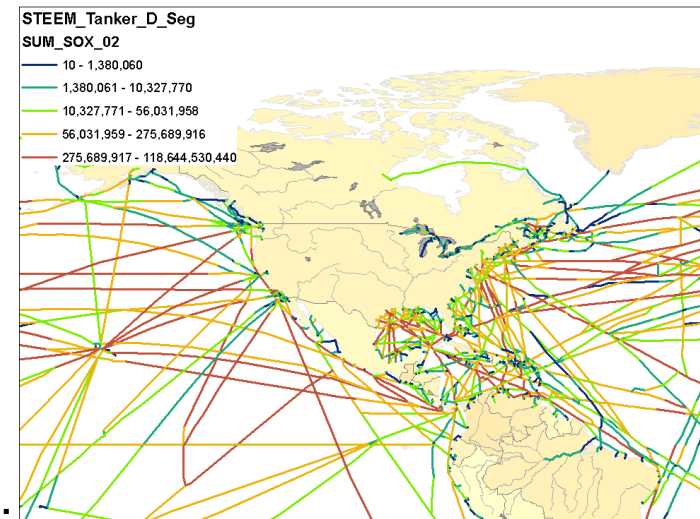 STEEM_Tanker_D_Seg
SUM_SOX_02
10 - 1,380,060
1,380,061 - 10,327,770
10,327,771 - 56,031,958
56,031,959 - 275,689,916
275,689,917 - 118,644,530,440